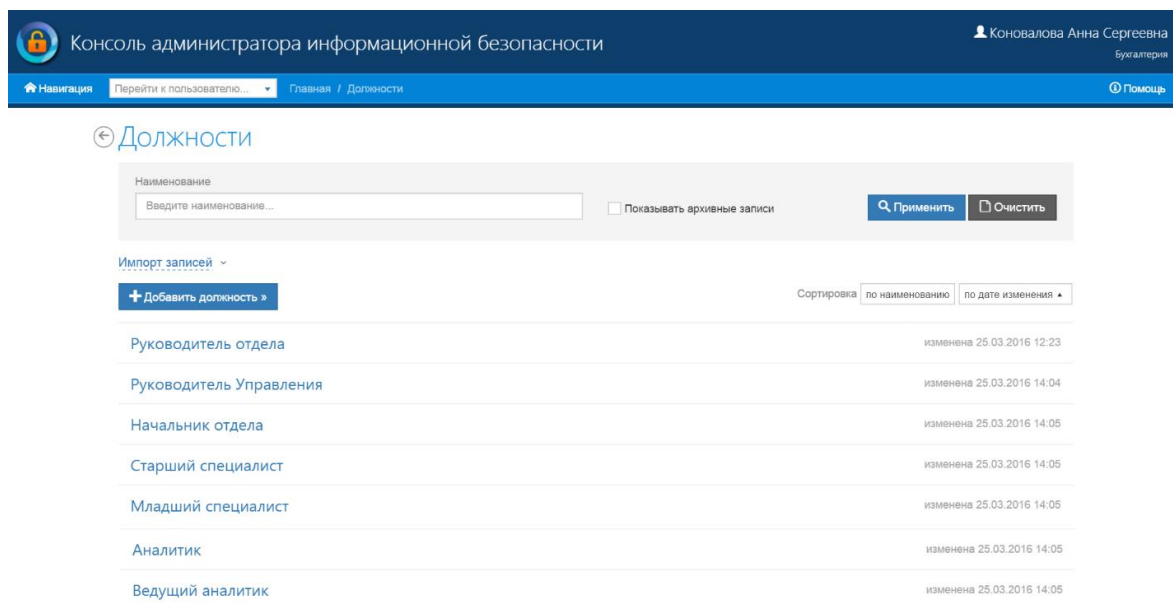 Консоль администратора информационной безопасности
Коновалова Анна Сергеевна
Бухгалтерия
Навигация
Перейти к пользователю...
Главная / Должности
Помощь
Должности
Наименование
Введите наименование...
Показывать архивные записи
Применить
Очистить
Импорт записей
Добавить должность »
Сортировка по наименованию по дате изменения
Руководитель отдела изменена 25.03.2016 12:23
Руководитель Управления изменена 25.03.2016 14:04
Начальник отдела изменена 25.03.2016 14:05
Старший специалист изменена 25.03.2016 14:05
Младший специалист изменена 25.03.2016 14:05
Аналитик изменена 25.03.2016 14:05
Ведущий аналитик изменена 25.03.2016 14:05